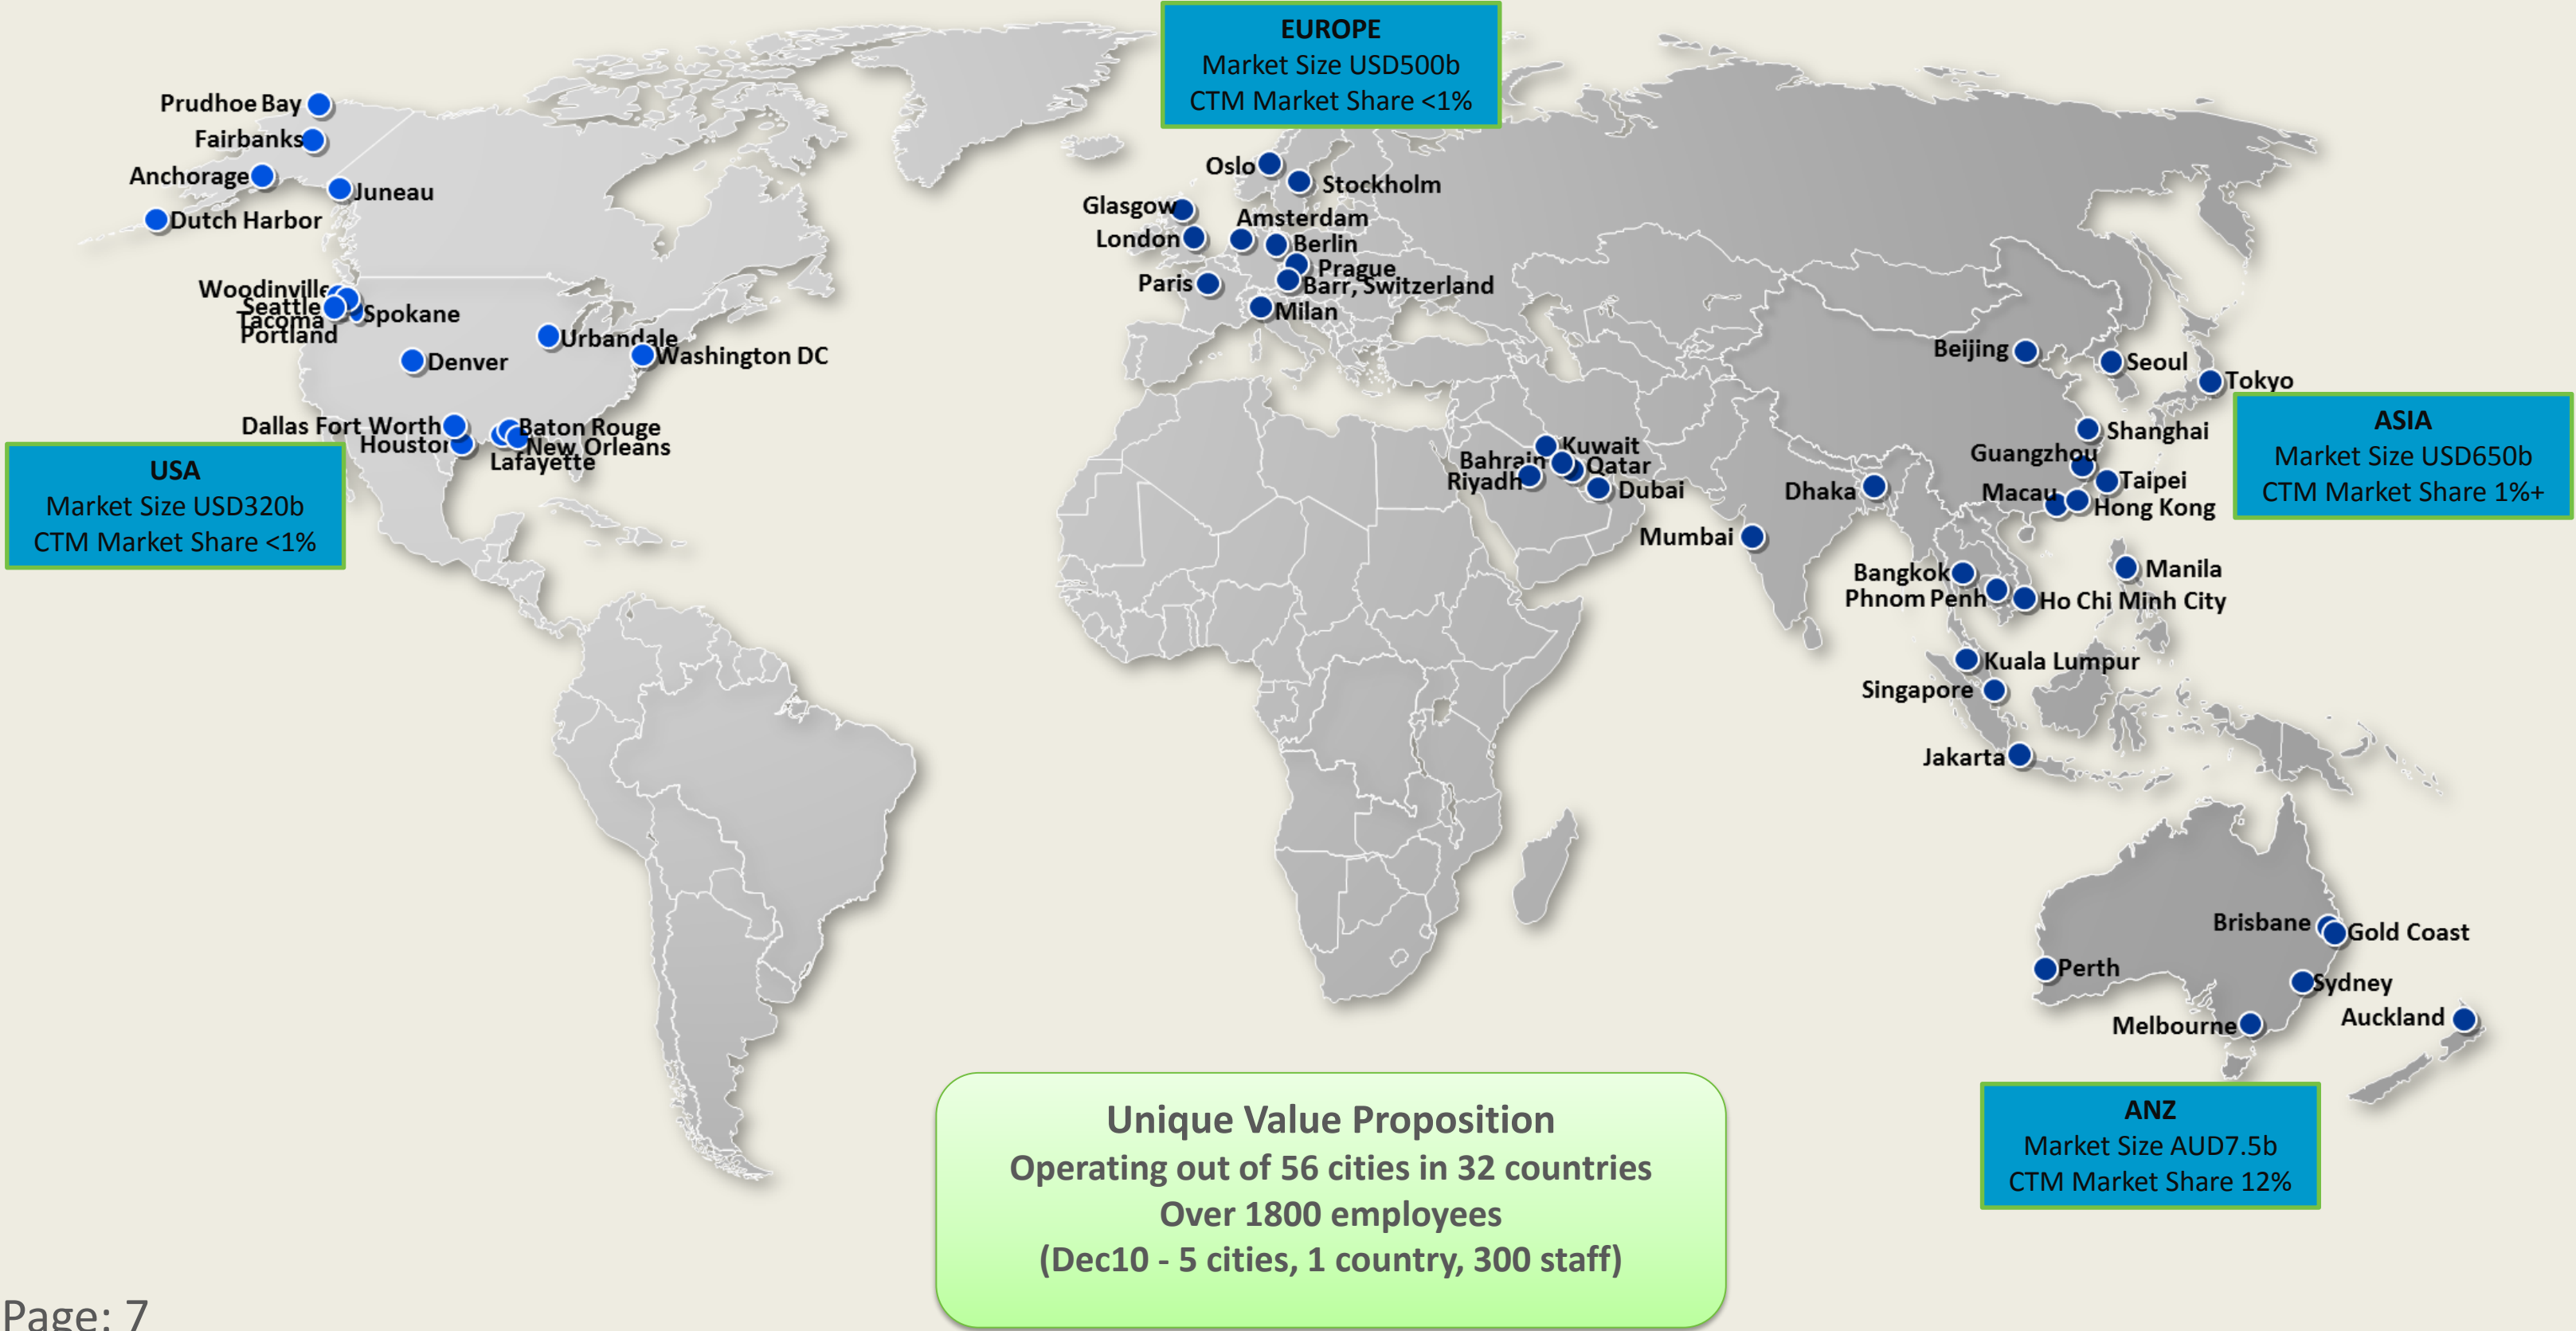 EUROPE
Market Size USD500b
CTM Market Share <1%
Prudhoe Bay
Fairbanks
Anchorage
Juneau
Dutch Harbor
Woodinville
Seattle
Tacoma
Portland
Spokane
Urbandale
Washington DC
Denver
Dallas Fort Worth
Houston
Baton Rouge
New Orleans
Lafayette
USA
Market Size USD320b
CTM Market Share <1%
Oslo
Stockholm
Glasgow
Amsterdam
London
Berlin
Prague
Paris
Barr, Switzerland
Milan
Kuwait
Bahrain
Qatar
Riyadh
Dubai
Mumbai
Dhaka
Beijing
Seoul
Tokyo
Shanghai
Guangzhou
Taipei
Macau
Hong Kong
ASIA
Market Size USD650b
CTM Market Share 1%+
Bangkok
Manila
Phnom Penh
Ho Chi Minh City
Kuala Lumpur
Singapore
Jakarta
Brisbane
Gold Coast
Perth
Sydney
Melbourne
Auckland
ANZ
Market Size AUD7.5b
CTM Market Share 12%
Unique Value Proposition
Operating out of 56 cities in 32 countries
Over 1800 employees
(Dec10 - 5 cities, 1 country, 300 staff)
Page: 7